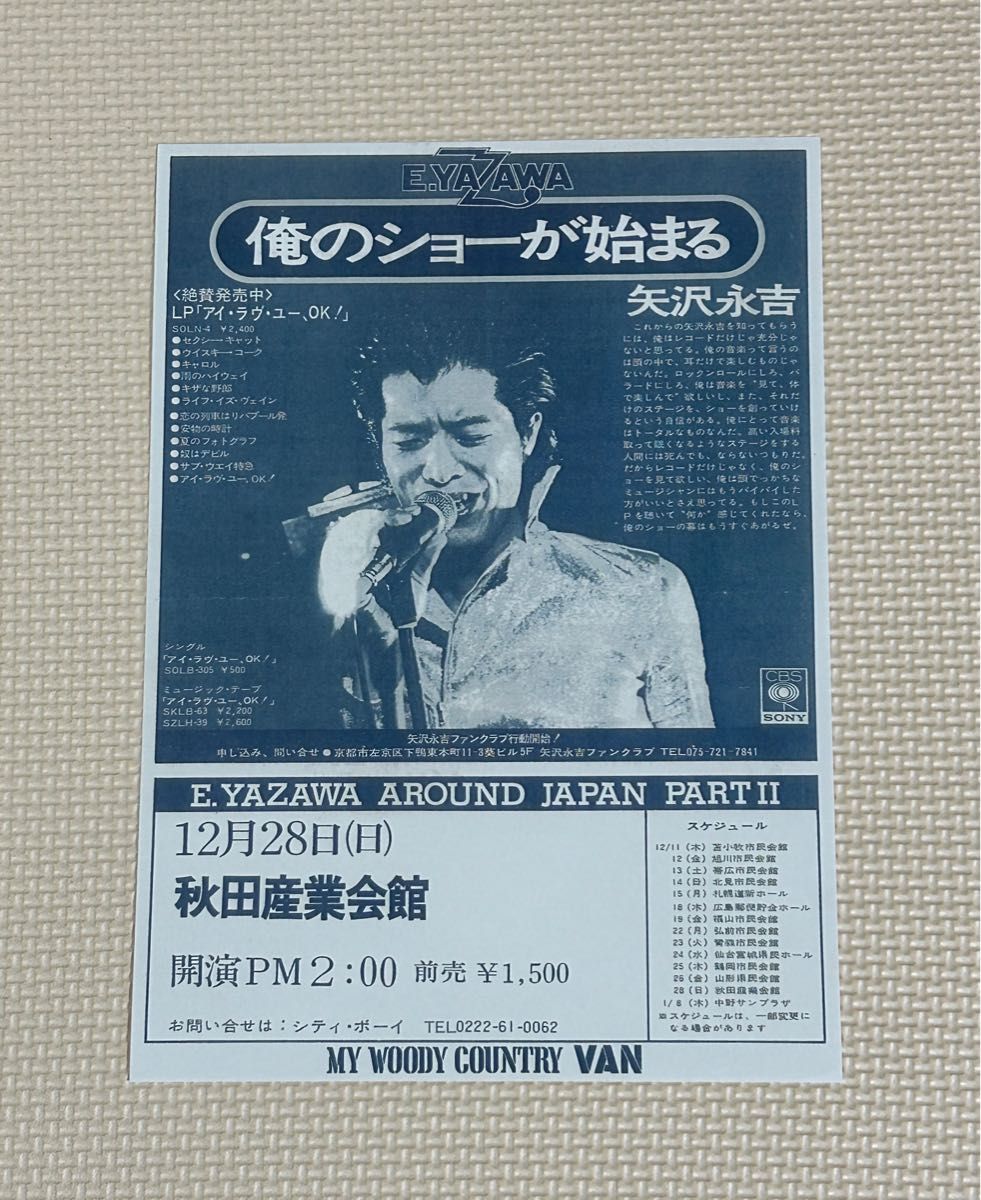 E.YAZAWA
俺のショーが始まる
〈絶賛発売中〉
LP「アイ・ラヴ・ユー、OK!」
SOLN-4 ¥2,400
●セクシー・キャット
●ウイスキー・コーク
●キャロル
●雨のハイウェイ
●キザな野郎
●ライフ・イズ・ヴェイン
●恋の列車はリバプール発
●安物の時計
●夏のフォトグラフ
●奴はデビル
●サブ・ウエイ特急
●アイ・ラヴ・ユー、OK!
矢沢永吉
これからの矢沢永吉を知ってもらう
には、俺はレコードだけじゃ充分じゃ
ないと思ってる。俺の音楽って言うの
は頭の中で、耳だけで楽しむものじゃ
ないんだ。ロックンロールにしろ、バ
ラードにしろ、俺は音楽を“見て、体
で楽しんで”欲しいし、また、それだ
けのステージを、ショーを創っていけ
るという自信がある。俺にとって音楽
はトータルなものなんだ。高い入場料
取って眠くなるようなステージをする
人間には死んでも、ならないつもりだ。
だからレコードだけじゃなく、俺のショ
ーを見て欲しい、俺は頭でっかちな
ミュージシャンにはもうバイバイした
方がいいとさえ思ってる。もしこのL
Pを聴いて“何か”感じてくれたなら、
俺のショーの幕はもうすぐあがるぜ。
シングル
「アイ・ラヴ・ユー、OK!」
SOLB-305 ¥500
ミュージック・テープ
「アイ・ラヴ・ユー、OK!」
SKLB-63 ¥2,200
SZLH-39 ¥2,600
CBS
SONY
矢沢永吉ファンクラブ行動開始!
申し込み、問い合せ●京都市左京区下鴨東本町11-3葵ビル5F 矢沢永吉ファンクラブ TEL075-721-7841
E. YAZAWA AROUND JAPAN PART II
12月28日(日)
秋田産業会館
開演PM2:00 前売 ¥1,500
お問い合せは:シティ・ボーイ TEL0222-61-0062
スケジュール
12/11(木)苫小牧市民会館
12(金)旭川市民会館
13(土)帯広市民会館
14(日)北見市民会館
15(月)札幌道新ホール
18(木)広島郵便貯金ホール
19(金)福山市民会館
22(月)弘前市民会館
23(火)青森市民会館
24(水)仙台宮城県民ホール
25(木)鶴岡市民会館
26(金)山形県民会館
28(日)秋田産業会館
1/8(木)中野サンプラザ
※スケジュールは、一部変更に
なる場合があります
MY WOODY COUNTRY VAN